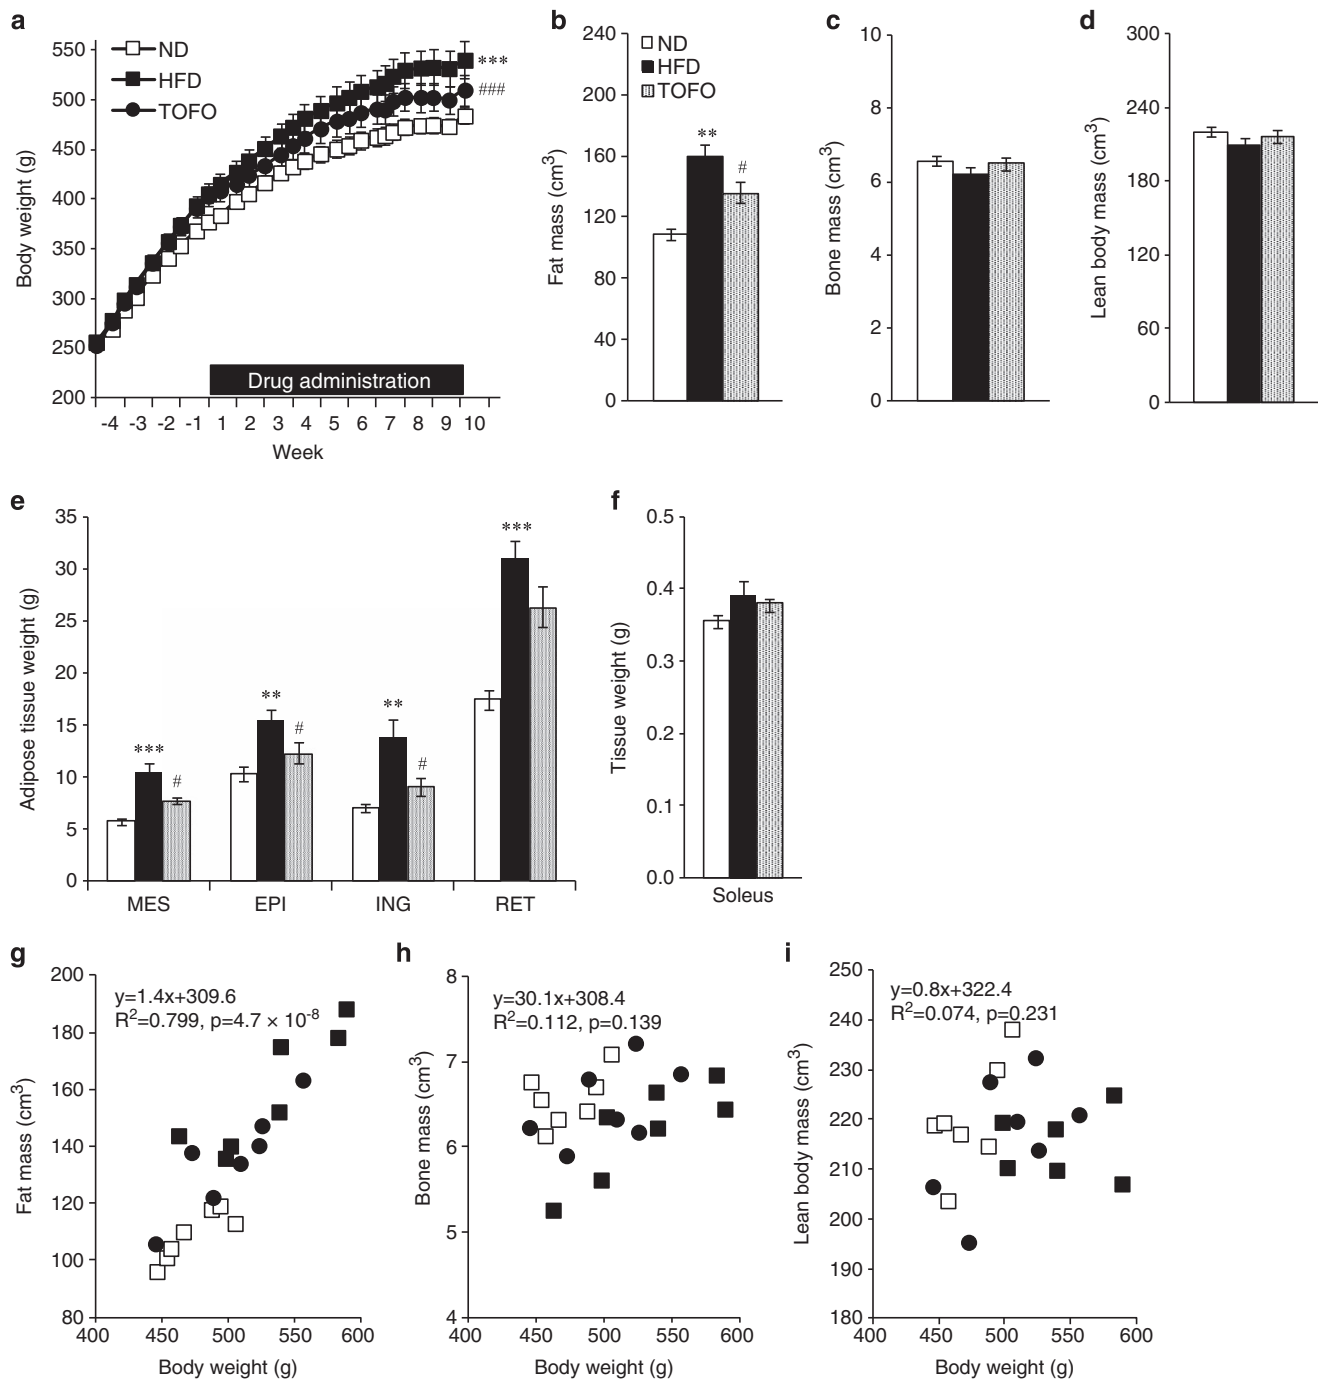 a
550
500
450
400
350
300
250
200
Body weight (g)
ND
HFD
TOFO
***
###
Drug administration
-4 -3 -2 -1 1 2 3 4 5 6 7 8 9 10
Week
b
240
200
160
120
80
40
0
Fat mass (cm3)
ND
HFD
TOFO
**
#
c
10
8
6
4
2
0
Bone mass (cm3)
d
300
240
180
120
60
0
Lean body mass (cm3)
e
35
30
25
20
15
10
5
0
Adipose tissue weight (g)
***
#
**
#
**
#
***
MES EPI ING RET
f
0.5
0.4
0.3
0.2
0.1
0.0
Tissue weight (g)
Soleus
g
200
180
160
140
120
100
80
Fat mass (cm3)
y=1.4x+309.6
R2=0.799, p=4.7 × 10-8
400 450 500 550 600
Body weight (g)
h
8
7
6
5
4
Bone mass (cm3)
y=30.1x+308.4
R2=0.112, p=0.139
400 450 500 550 600
Body weight (g)
i
250
240
230
220
210
200
190
180
Lean body mass (cm3)
y=0.8x+322.4
R2=0.074, p=0.231
400 450 500 550 600
Body weight (g)